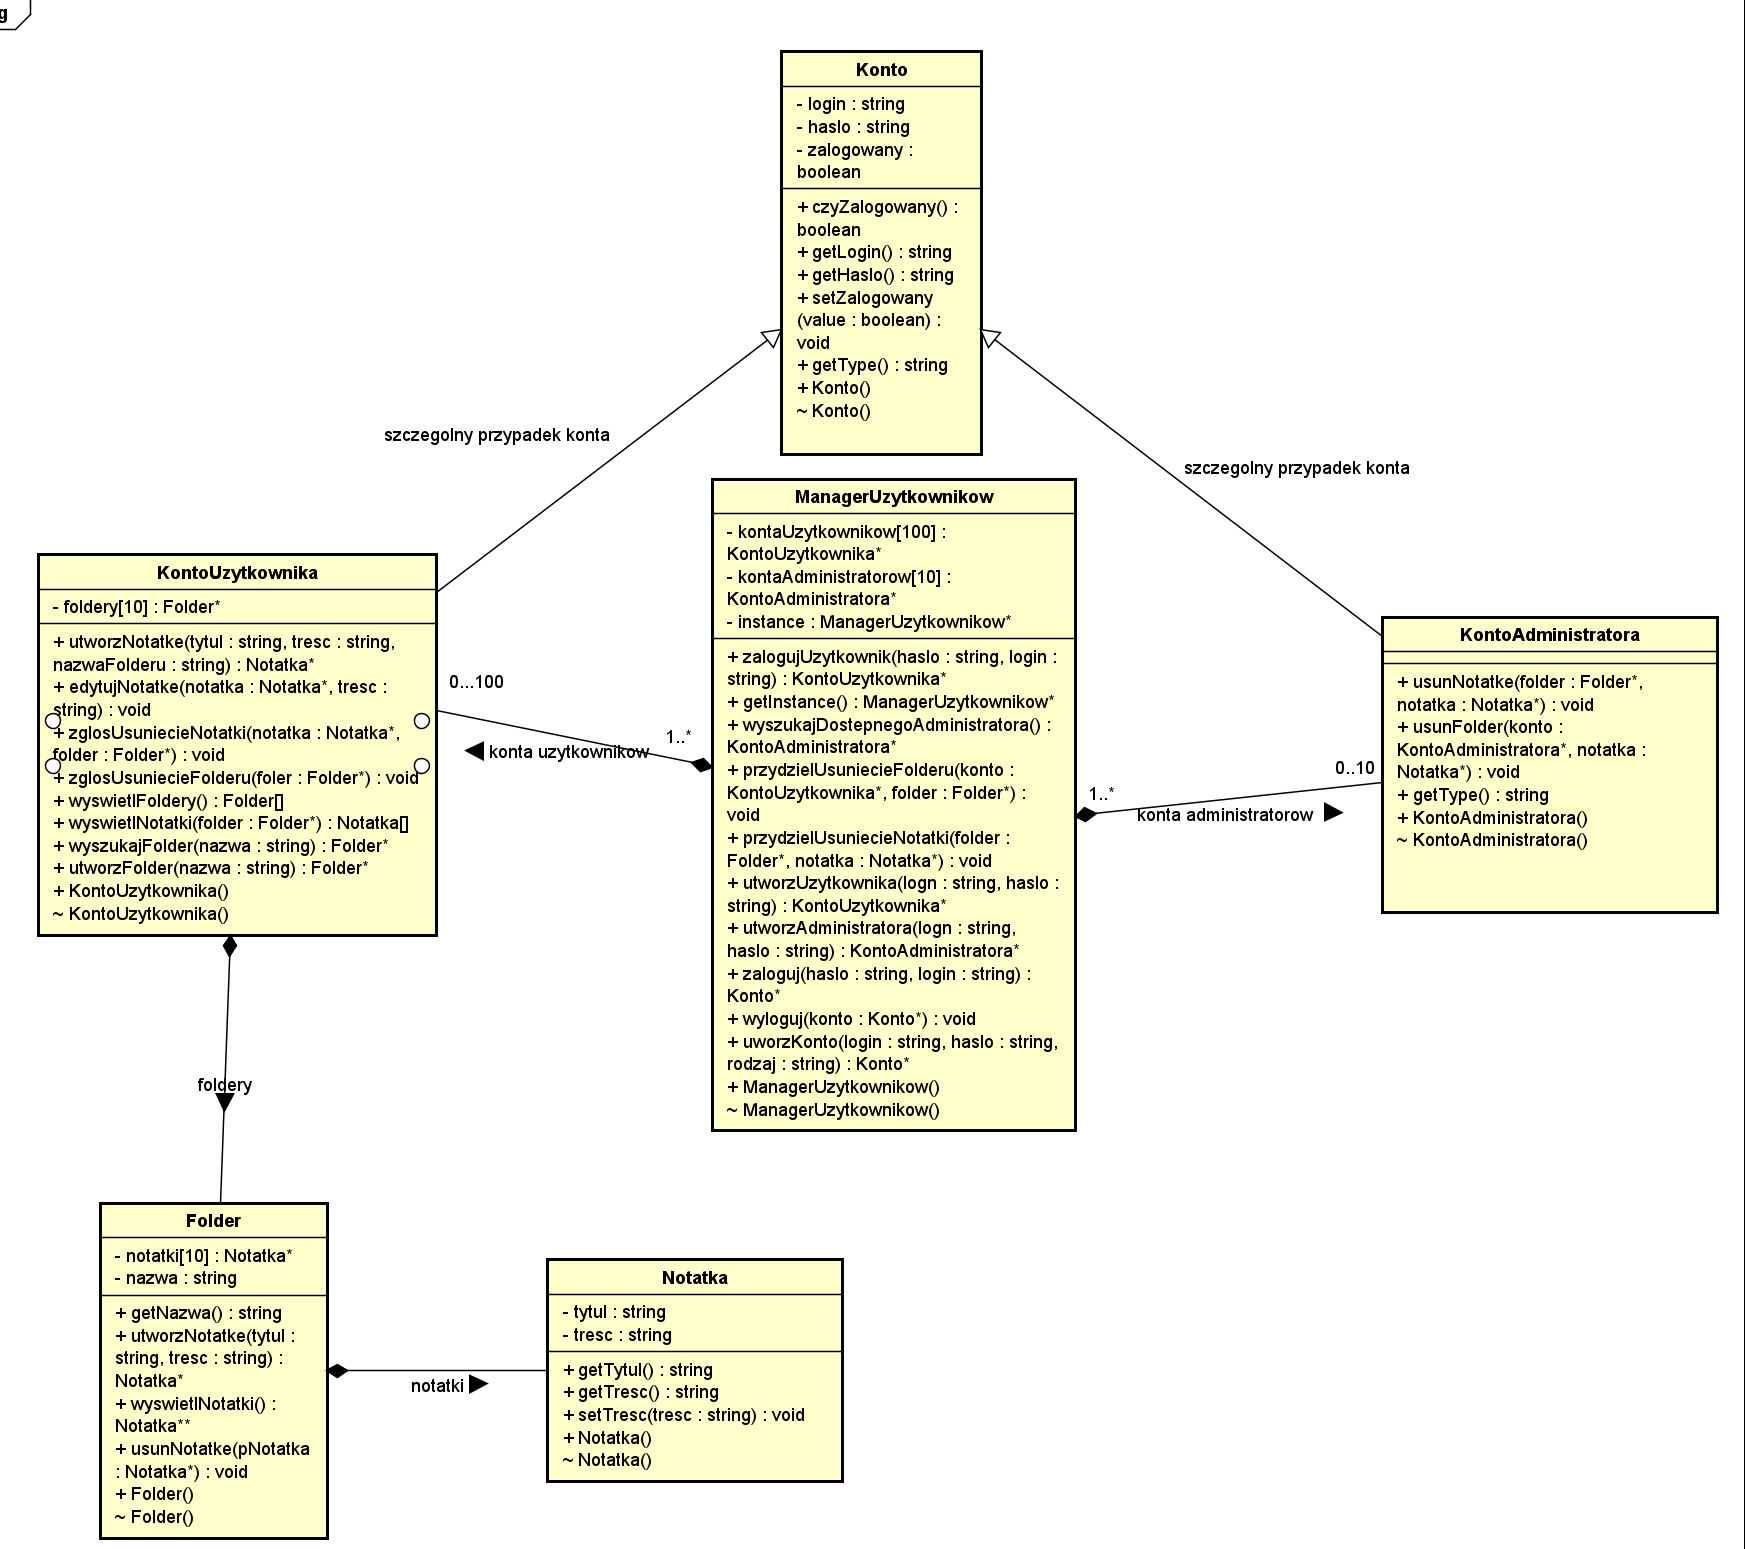 g
Konto
- login : string
- haslo : string
- zalogowany :
boolean
+ czyZalogowany() :
boolean
+ getLogin() : string
+ getHaslo() : string
+ setZalogowany
(value : boolean) :
void
+ getType() : string
+ Konto()
~ Konto()
szczegolny przypadek konta
szczegolny przypadek konta
ManagerUzytkownikow
- kontaUzytkownikow[100] :
KontoUzytkownika*
- kontaAdministratorow[10] :
KontoAdministratora*
- instance : ManagerUzytkownikow*
+ zalogujUzytkownik(haslo : string, login :
string) : KontoUzytkownika*
+ getInstance() : ManagerUzytkownikow*
+ wyszukajDostepnegoAdministratora() :
KontoAdministratora*
+ przydzielUsuniecieFolderu(konto :
KontoUzytkownika*, folder : Folder*) :
void
+ przydzielUsuniecieNotatki(folder :
Folder*, notatka : Notatka*) : void
+ utworzUzytkownika(logn : string, haslo :
string) : KontoUzytkownika*
+ utworzAdministratora(logn : string,
haslo : string) : KontoAdministratora*
+ zaloguj(haslo : string, login : string) :
Konto*
+ wyloguj(konto : Konto*) : void
+ uworzKonto(login : string, haslo : string,
rodzaj : string) : Konto*
+ ManagerUzytkownikow()
~ ManagerUzytkownikow()
KontoUzytkownika
- foldery[10] : Folder*
+ utworzNotatke(tytul : string, tresc : string,
nazwaFolderu : string) : Notatka*
+ edytujNotatke(notatka : Notatka*, tresc :
string) : void
+ zglosUsuniecieNotatki(notatka : Notatka*,
folder : Folder*) : void
+ zglosUsuniecieFolderu(foler : Folder*) : void
+ wyswietlFoldery() : Folder[]
+ wyswietlNotatki(folder : Folder*) : Notatka[]
+ wyszukajFolder(nazwa : string) : Folder*
+ utworzFolder(nazwa : string) : Folder*
+ KontoUzytkownika()
~ KontoUzytkownika()
0...100
1..*
konta uzytkownikow
KontoAdministratora
+ usunNotatke(folder : Folder*,
notatka : Notatka*) : void
+ usunFolder(konto :
KontoAdministratora*, notatka :
Notatka*) : void
+ getType() : string
+ KontoAdministratora()
~ KontoAdministratora()
0..10
1..*
konta administratorow
foldery
Folder
- notatki[10] : Notatka*
- nazwa : string
+ getNazwa() : string
+ utworzNotatke(tytul :
string, tresc : string) :
Notatka*
+ wyswietlNotatki() :
Notatka**
+ usunNotatke(pNotatka
: Notatka*) : void
+ Folder()
~ Folder()
notatki
Notatka
- tytul : string
- tresc : string
+ getTytul() : string
+ getTresc() : string
+ setTresc(tresc : string) : void
+ Notatka()
~ Notatka()